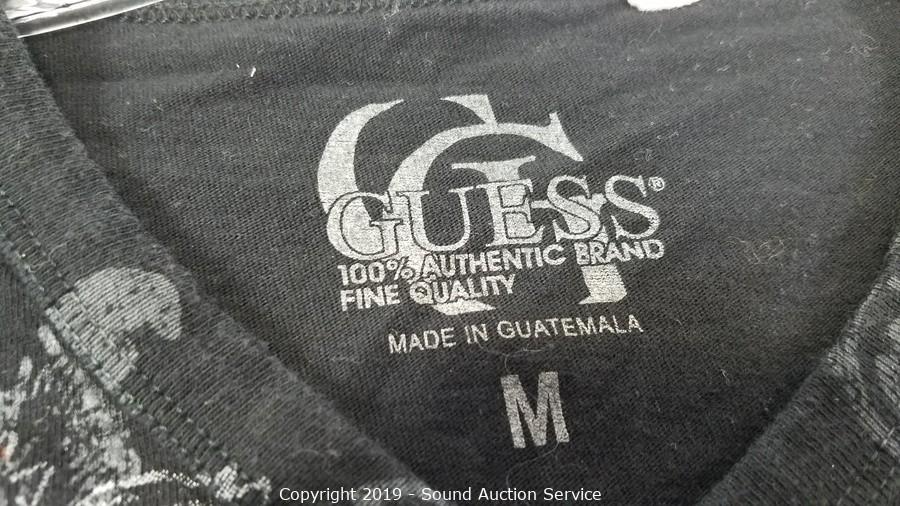 GUESS®
100% AUTHENTIC BRAND
FINE QUALITY
MADE IN GUATEMALA
M
Copyright 2019 - Sound Auction Service